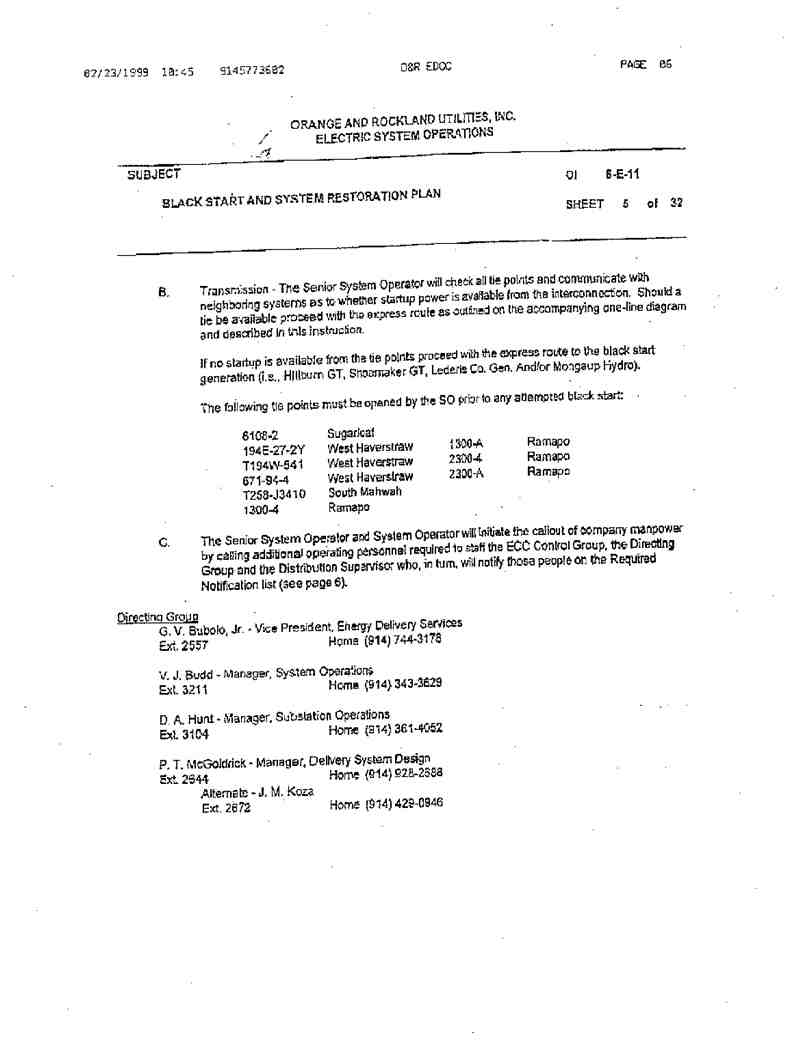 02/23/1999 10:45 9145773602 O&R EDOC PAGE 06
ORANGE AND ROCKLAND UTILITIES, INC.
ELECTRIC SYSTEM OPERATIONS
SUBJECT
OI 6-E-11
BLACK START AND SYSTEM RESTORATION PLAN
SHEET 5 of 32
B. Transmission - The Senior System Operator will check all tie points and communicate with
neighboring systems as to whether startup power is available from the interconnection. Should a
tie be available proceed with the express route as outlined on the accompanying one-line diagram
and described in this instruction.
If no startup is available from the tie points proceed with the express route to the black start
generation (i.e., Hillburn GT, Shoemaker GT, Lederle Co. Gen. And/or Mongaup Hydro).
The following tie points must be opened by the SO prior to any attempted black start:
6108-2 Sugarloaf
194E-27-2Y West Haverstraw 1300-A Ramapo
T194W-541 West Haverstraw 2300-4 Ramapo
671-94-4 West Haverstraw 2300-A Ramapo
T258-J3410 South Mahwah
1300-4 Ramapo
C. The Senior System Operator and System Operator will initiate the callout of company manpower
by calling additional operating personnel required to staff the ECC Control Group, the Directing
Group and the Distribution Supervisor who, in turn, will notify those people on the Required
Notification list (see page 6).
Directing Group
G. V. Bubolo, Jr. - Vice President, Energy Delivery Services
Ext. 2557 Home (914) 744-3178
V. J. Budd - Manager, System Operations
Ext. 3211 Home (914) 343-3629
D. A. Hunt - Manager, Substation Operations
Ext. 3104 Home (914) 361-4052
P. T. McGoldrick - Manager, Delivery System Design
Ext. 2644 Home (914) 928-2688
Alternate - J. M. Koza
Ext. 2672 Home (914) 429-0946